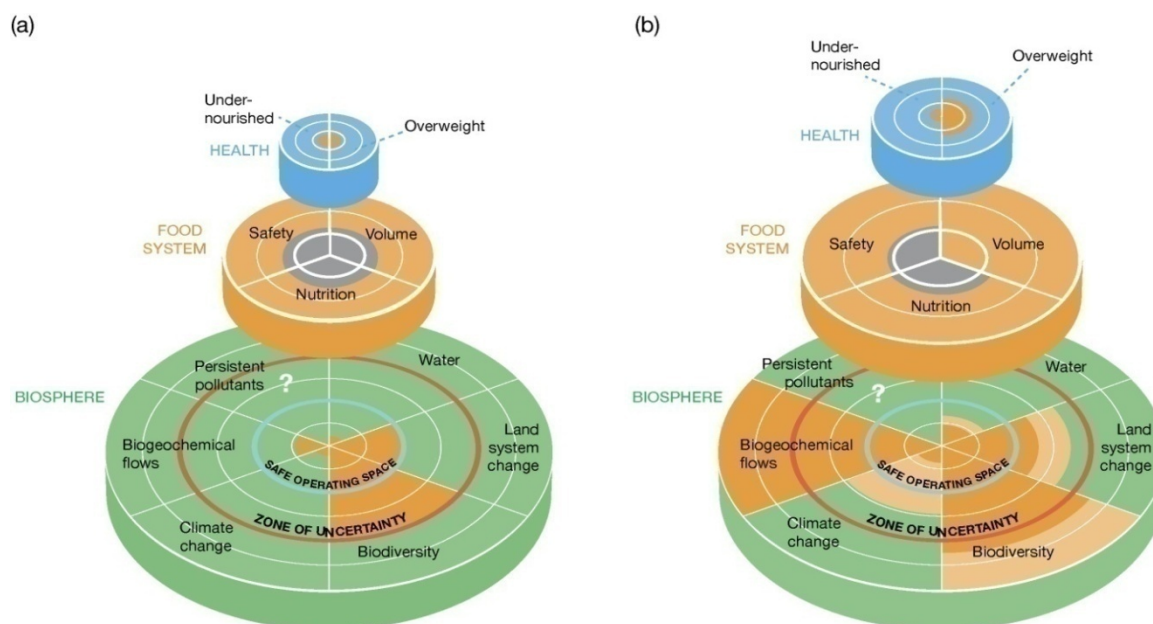 (a)
Under-
nourished
Overweight
HEALTH
FOOD
SYSTEM
Safety
Volume
Nutrition
BIOSPHERE
Persistent
pollutants
?
Water
Biogeochemical
flows
Land
system
change
SAFE OPERATING SPACE
ZONE OF UNCERTAINTY
Climate
change
Biodiversity
(b)
Under-
nourished
Overweight
HEALTH
FOOD
SYSTEM
Safety
Volume
Nutrition
BIOSPHERE
Persistent
pollutants
?
Water
Biogeochemical
flows
Land
system
change
SAFE OPERATING SPACE
ZONE OF UNCERTAINTY
Climate
change
Biodiversity